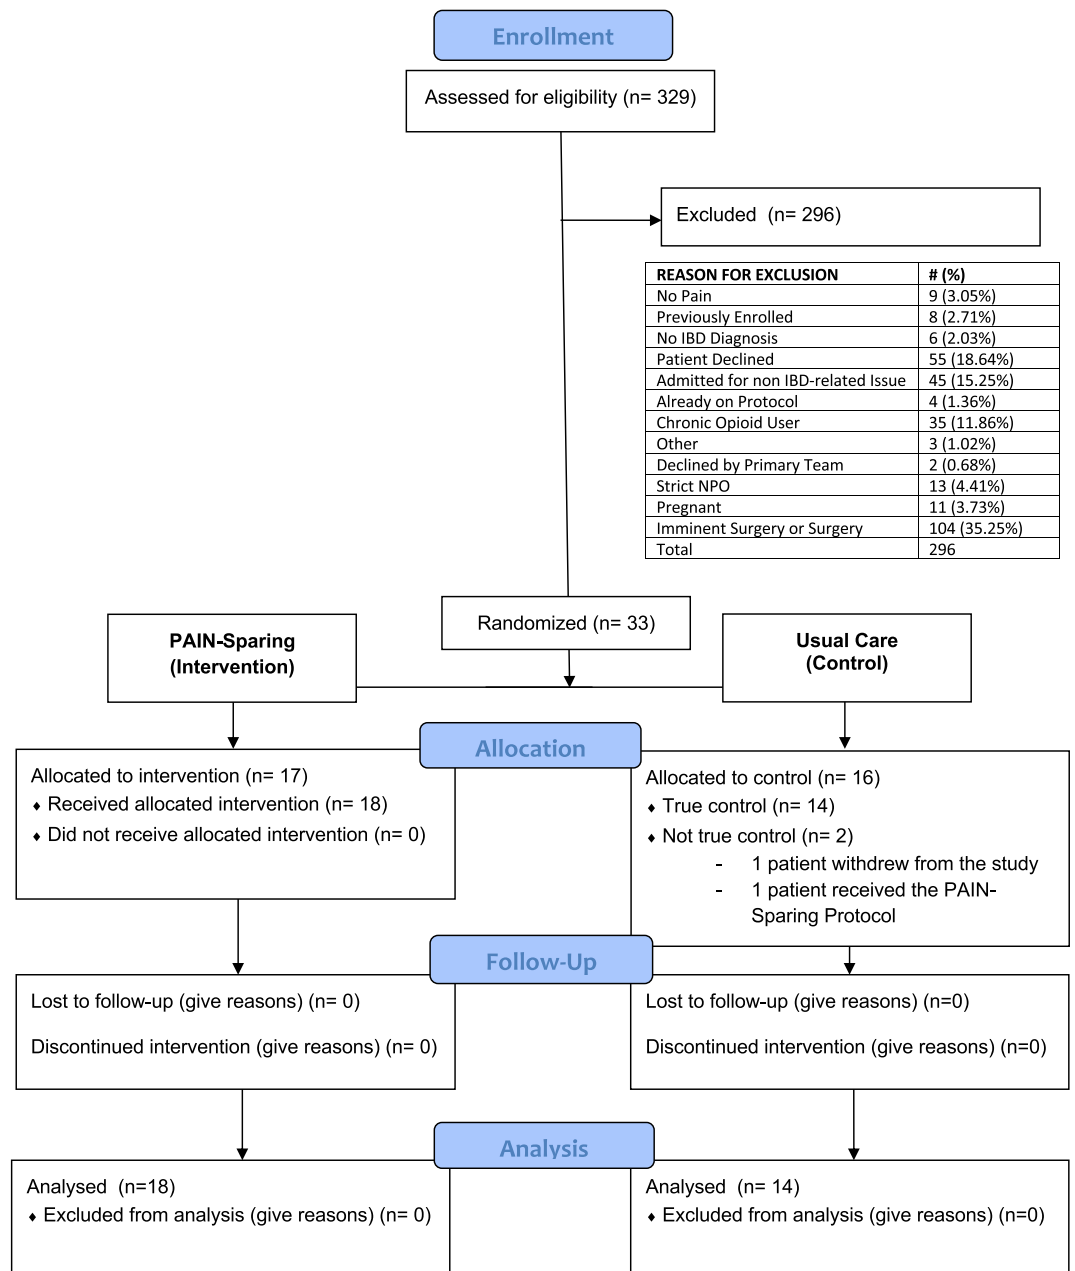 Enrollment
Assessed for eligibility (n= 329)
Excluded (n= 296)
REASON FOR EXCLUSION # (%)
No Pain 9 (3.05%)
Previously Enrolled 8 (2.71%)
No IBD Diagnosis 6 (2.03%)
Patient Declined 55 (18.64%)
Admitted for non IBD-related Issue 45 (15.25%)
Already on Protocol 4 (1.36%)
Chronic Opioid User 35 (11.86%)
Other 3 (1.02%)
Declined by Primary Team 2 (0.68%)
Strict NPO 13 (4.41%)
Pregnant 11 (3.73%)
Imminent Surgery or Surgery 104 (35.25%)
Total 296
Randomized (n= 33)
PAIN-Sparing
(Intervention)
Usual Care
(Control)
Allocation
Allocated to intervention (n= 17)
♦ Received allocated intervention (n= 18)
♦ Did not receive allocated intervention (n= 0)
Allocated to control (n= 16)
♦ True control (n= 14)
♦ Not true control (n= 2)
- 1 patient withdrew from the study
- 1 patient received the PAIN-
Sparing Protocol
Follow-Up
Lost to follow-up (give reasons) (n= 0)
Discontinued intervention (give reasons) (n= 0)
Lost to follow-up (give reasons) (n=0)
Discontinued intervention (give reasons) (n=0)
Analysis
Analysed (n=18)
♦ Excluded from analysis (give reasons) (n= 0)
Analysed (n= 14)
♦ Excluded from analysis (give reasons) (n=0)